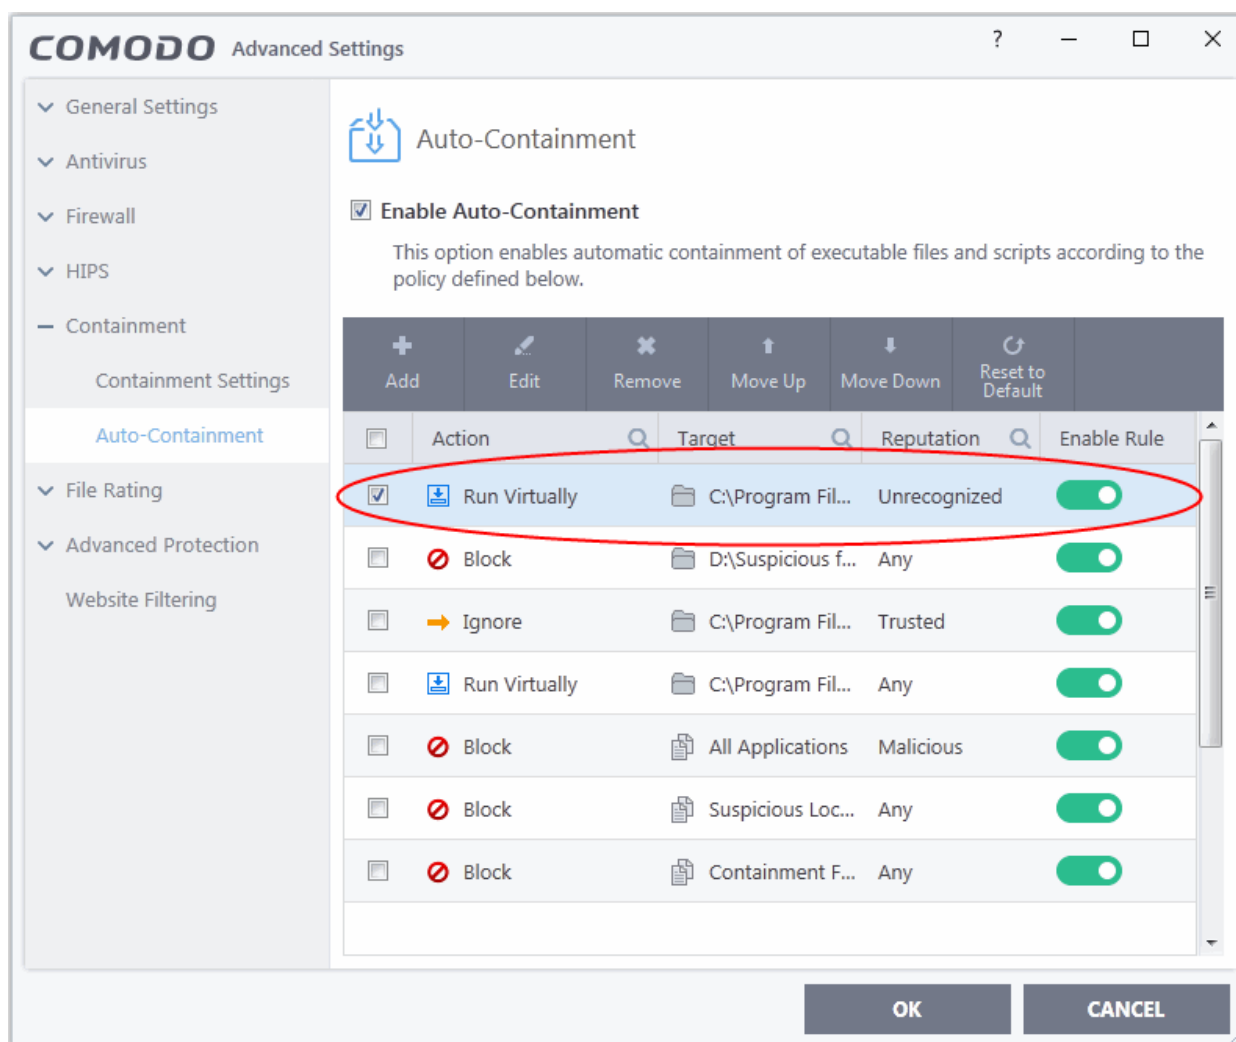 COMODO Advanced Settings
?
General Settings
Antivirus
Firewall
HIPS
Containment
Containment Settings
Auto-Containment
File Rating
Advanced Protection
Website Filtering
Auto-Containment
Enable Auto-Containment
This option enables automatic containment of executable files and scripts according to the
policy defined below.
Add Edit Remove Move Up Move Down Reset to
Default
Action Target Reputation Enable Rule
Run Virtually C:\Program Fil... Unrecognized
Block D:\Suspicious f... Any
Ignore C:\Program Fil... Trusted
Run Virtually C:\Program Fil... Any
Block All Applications Malicious
Block Suspicious Loc... Any
Block Containment F... Any
OK CANCEL